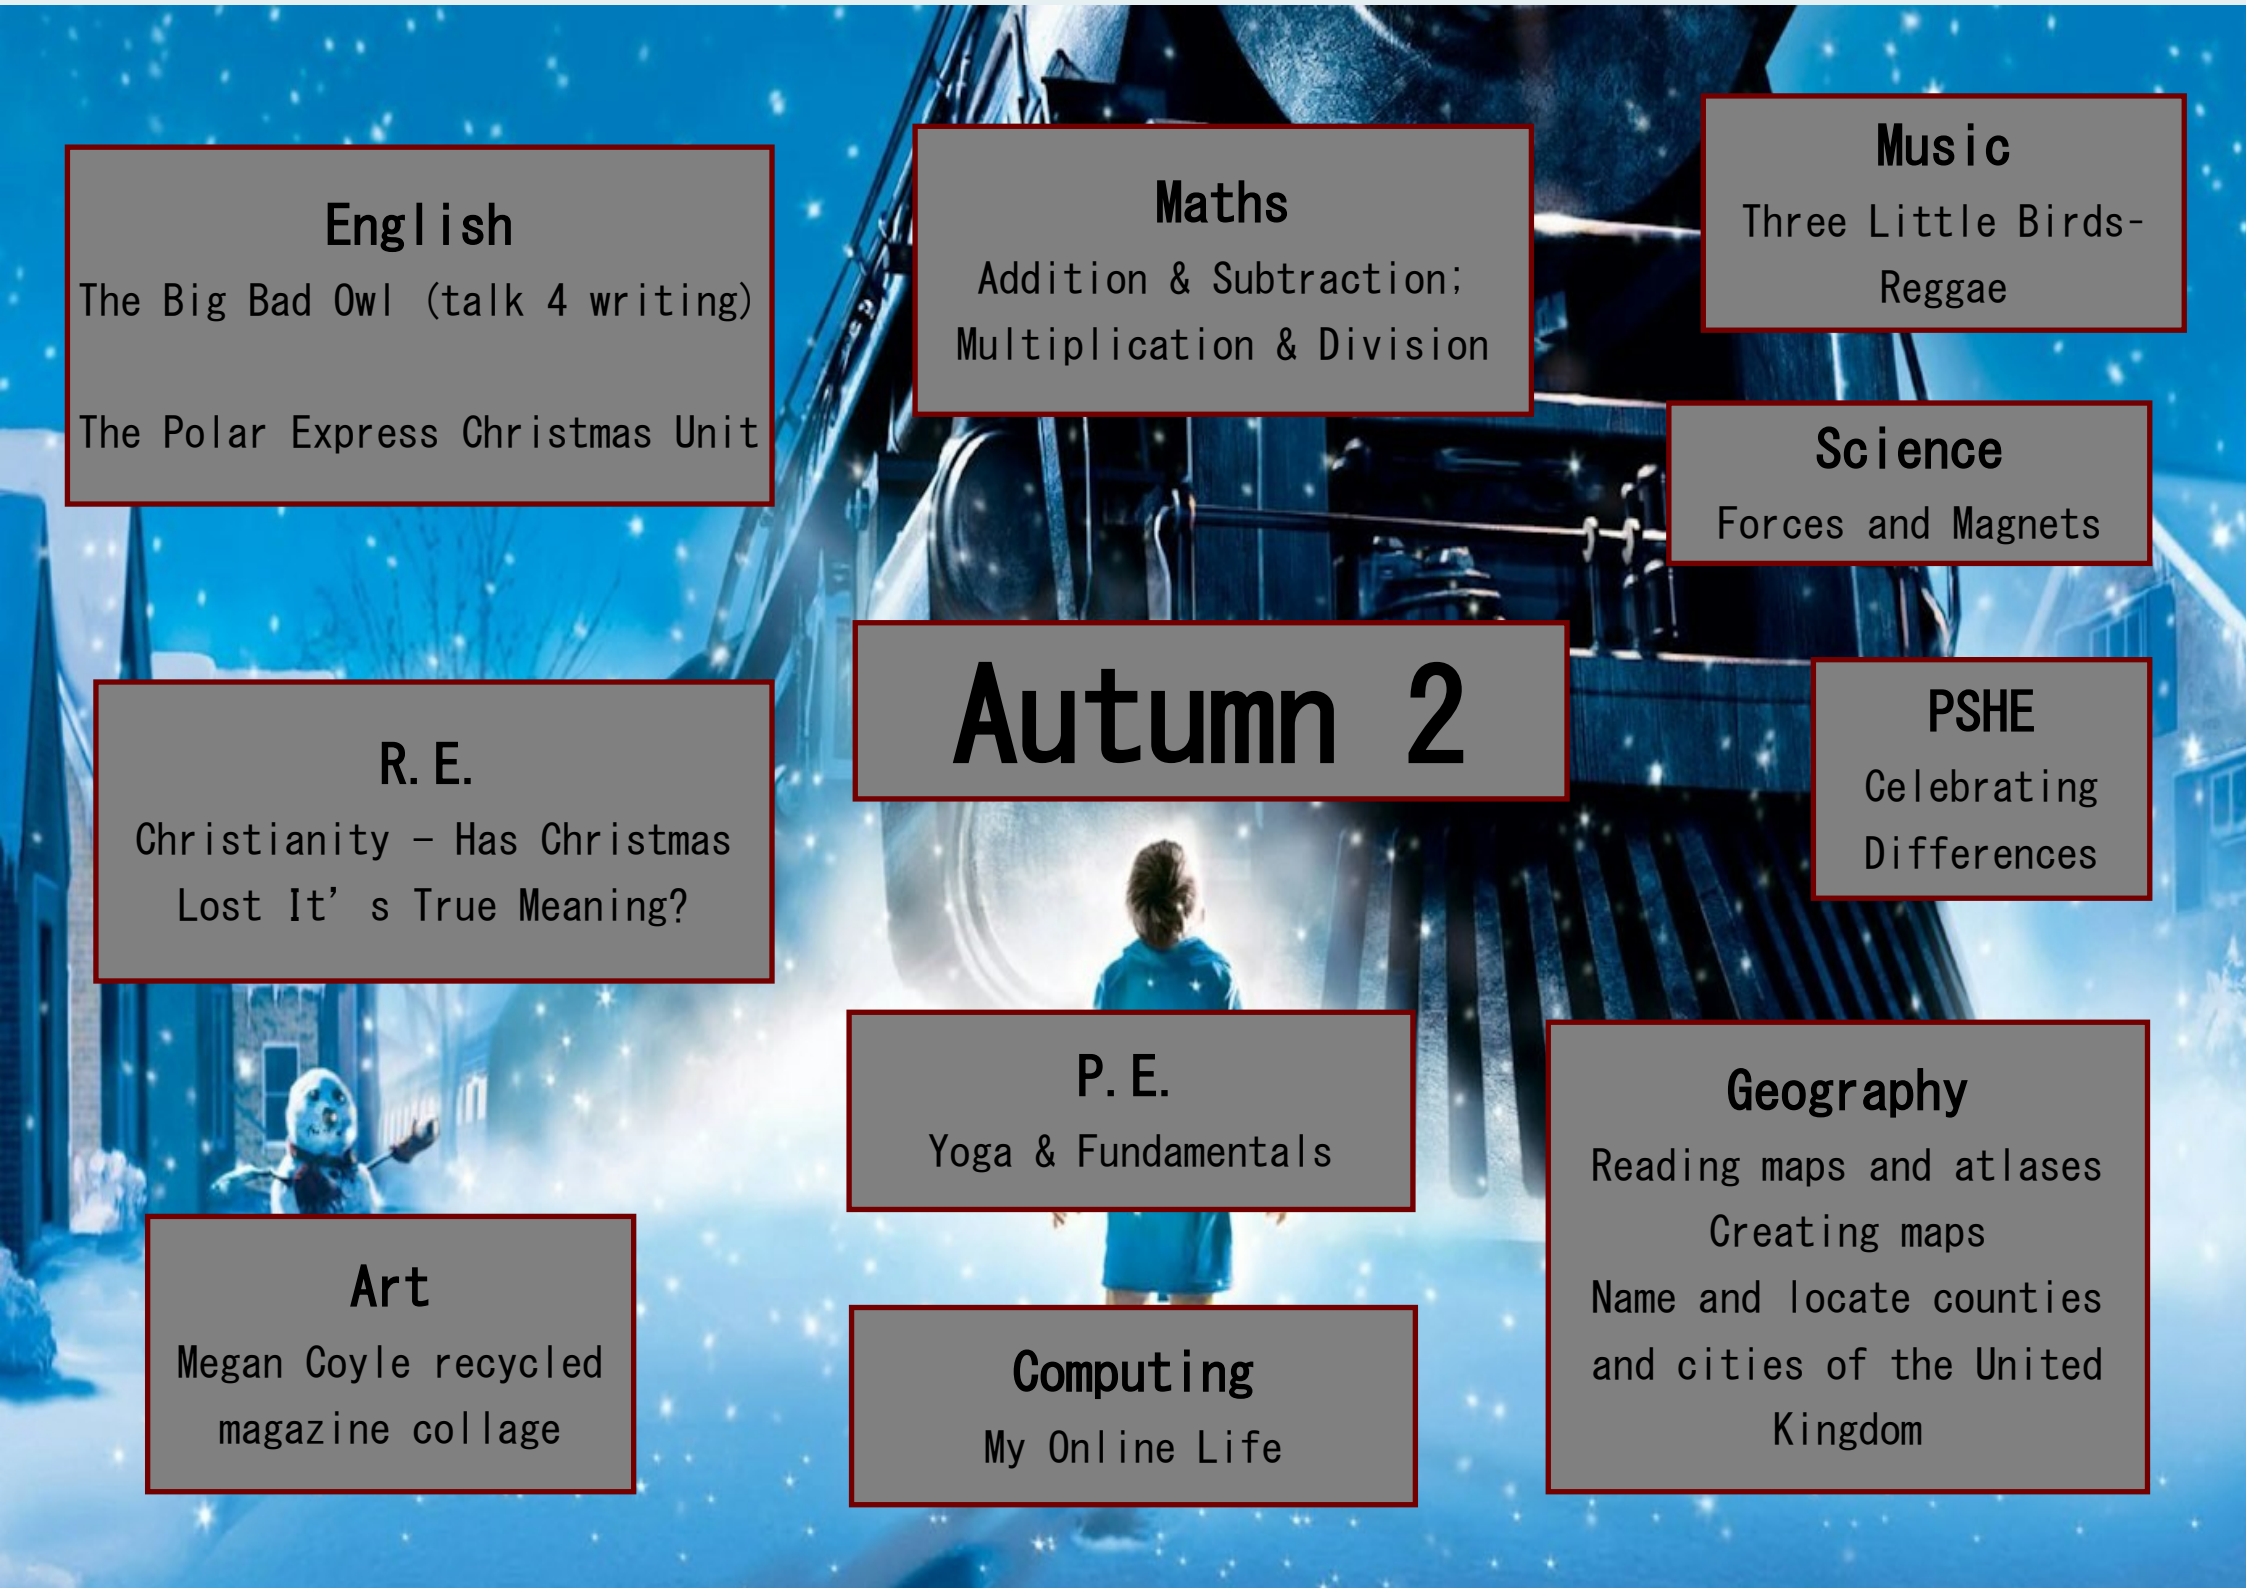 English
The Big Bad Owl (talk 4 writing)
The Polar Express Christmas Unit
Maths
Addition & Subtraction;
Multiplication & Division
Music
Three Little Birds-
Reggae
Science
Forces and Magnets
Autumn 2
R.E.
Christianity – Has Christmas
Lost It’s True Meaning?
PSHE
Celebrating
Differences
P.E.
Yoga & Fundamentals
Geography
Reading maps and atlases
Creating maps
Name and locate counties
and cities of the United
Kingdom
Art
Megan Coyle recycled
magazine collage
Computing
My Online Life